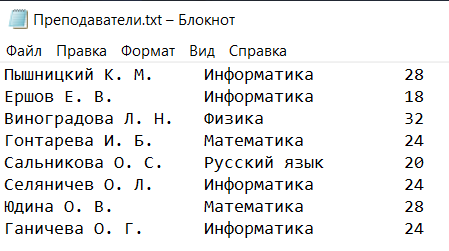 Преподаватели.txt – Блокнот
Файл Правка Формат Вид Справка
Пышницкий К. М. Информатика 28
Ершов Е. В. Информатика 18
Виноградова Л. Н. Физика 32
Гонтарева И. Б. Математика 24
Сальникова О. С. Русский язык 20
Селяничев О. Л. Информатика 24
Юдина О. В. Математика 28
Ганичева О. Г. Информатика 24